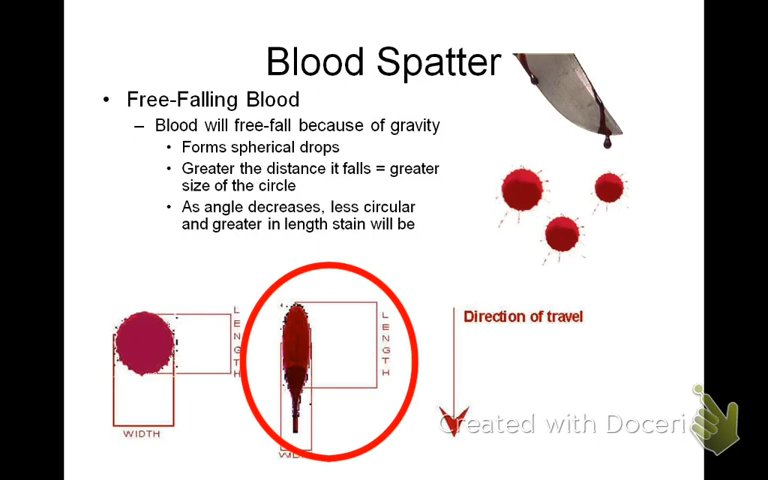 Blood Spatter
• Free-Falling Blood
– Blood will free-fall because of gravity
• Forms spherical drops
• Greater the distance it falls = greater
size of the circle
• As angle decreases, less circular
and greater in length stain will be
LENGTH
WIDTH
LENGTH
Direction of travel
Created with Doceri